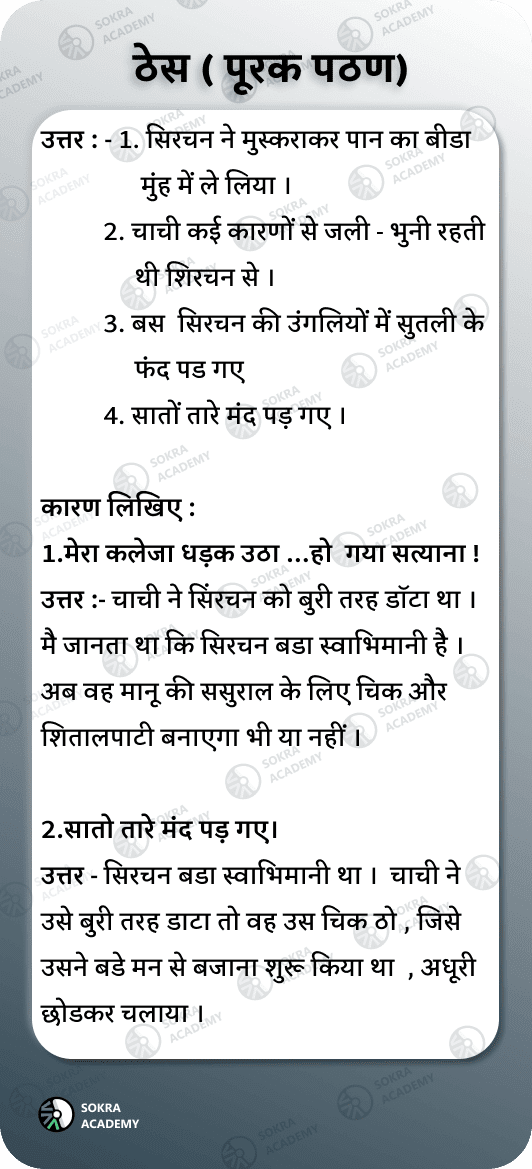 ठेस ( पूरक पठण)
उत्तर : - 1. सिरचन ने मुस्कराकर पान का बीडा
मुंह में ले लिया ।
2. चाची कई कारणों से जली - भुनी रहती
थी शिरचन से ।
3. बस सिरचन की उंगलियों में सुतली के
फंद पड गए
4. सातों तारे मंद पड़ गए ।
कारण लिखिए :
1.मेरा कलेजा धड़क उठा ...हो गया सत्याना !
उत्तर :- चाची ने सिंरचन को बुरी तरह डॉटा था ।
मै जानता था कि सिरचन बडा स्वाभिमानी है ।
अब वह मानू की ससुराल के लिए चिक और
शितालपाटी बनाएगा भी या नहीं ।
2.सातो तारे मंद पड़ गए।
उत्तर - सिरचन बडा स्वाभिमानी था । चाची ने
उसे बुरी तरह डाटा तो वह उस चिक ठो , जिसे
उसने बडे मन से बजाना शुरू किया था , अधूरी
छोडकर चलाया ।
SOKRA
ACADEMY